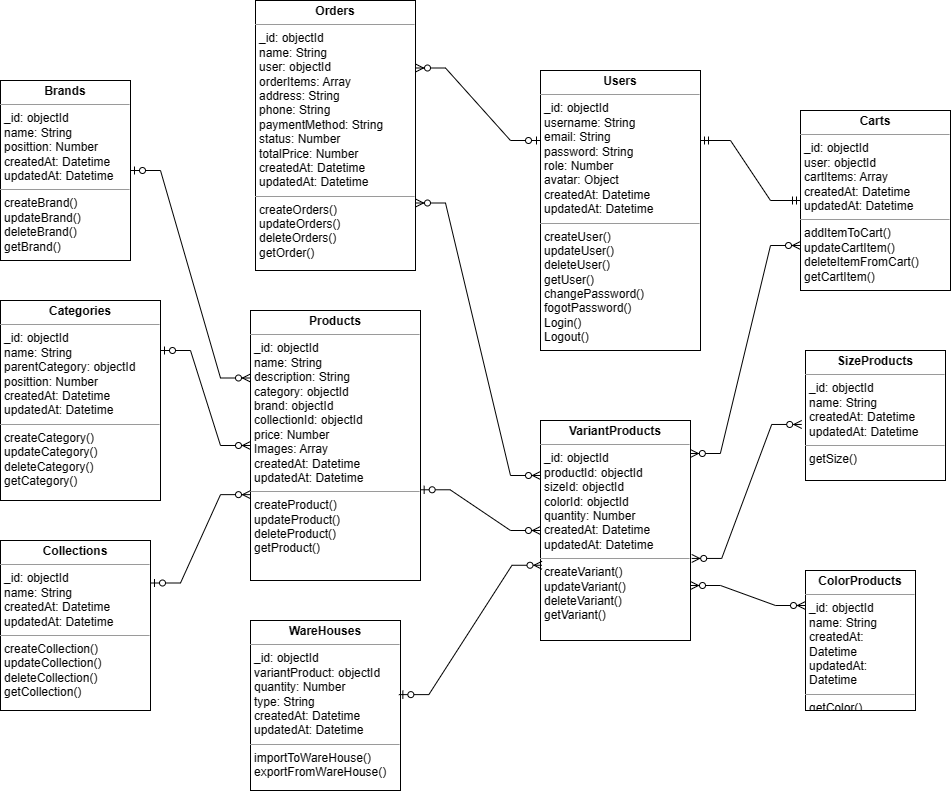 Orders
_id: objectId
name: String
user: objectId
orderItems: Array
address: String
phone: String
paymentMethod: String
status: Number
totalPrice: Number
createdAt: Datetime
updatedAt: Datetime
createOrders()
updateOrders()
deleteOrders()
getOrder()
Brands
_id: objectId
name: String
posittion: Number
createdAt: Datetime
updatedAt: Datetime
createBrand()
updateBrand()
deleteBrand()
getBrand()
Users
_id: objectId
username: String
email: String
password: String
role: Number
avatar: Object
createdAt: Datetime
updatedAt: Datetime
createUser()
updateUser()
deleteUser()
getUser()
changePassword()
fogotPassword()
Login()
Logout()
Carts
_id: objectId
user: objectId
cartItems: Array
createdAt: Datetime
updatedAt: Datetime
addItemToCart()
updateCartItem()
deleteItemFromCart()
getCartItem()
Categories
_id: objectId
name: String
parentCategory: objectId
posittion: Number
createdAt: Datetime
updatedAt: Datetime
createCategory()
updateCategory()
deleteCategory()
getCategory()
Products
_id: objectId
name: String
description: String
category: objectId
brand: objectId
collectionId: objectId
price: Number
Images: Array
createdAt: Datetime
updatedAt: Datetime
createProduct()
updateProduct()
deleteProduct()
getProduct()
SizeProducts
_id: objectId
name: String
createdAt: Datetime
updatedAt: Datetime
getSize()
VariantProducts
_id: objectId
productId: objectId
sizeId: objectId
colorId: objectId
quantity: Number
createdAt: Datetime
updatedAt: Datetime
createVariant()
updateVariant()
deleteVariant()
getVariant()
Collections
_id: objectId
name: String
createdAt: Datetime
updatedAt: Datetime
createCollection()
updateCollection()
deleteCollection()
getCollection()
ColorProducts
_id: objectId
name: String
createdAt:
Datetime
updatedAt:
Datetime
getColor()
WareHouses
_id: objectId
variantProduct: objectId
quantity: Number
type: String
createdAt: Datetime
updatedAt: Datetime
importToWareHouse()
exportFromWareHouse()